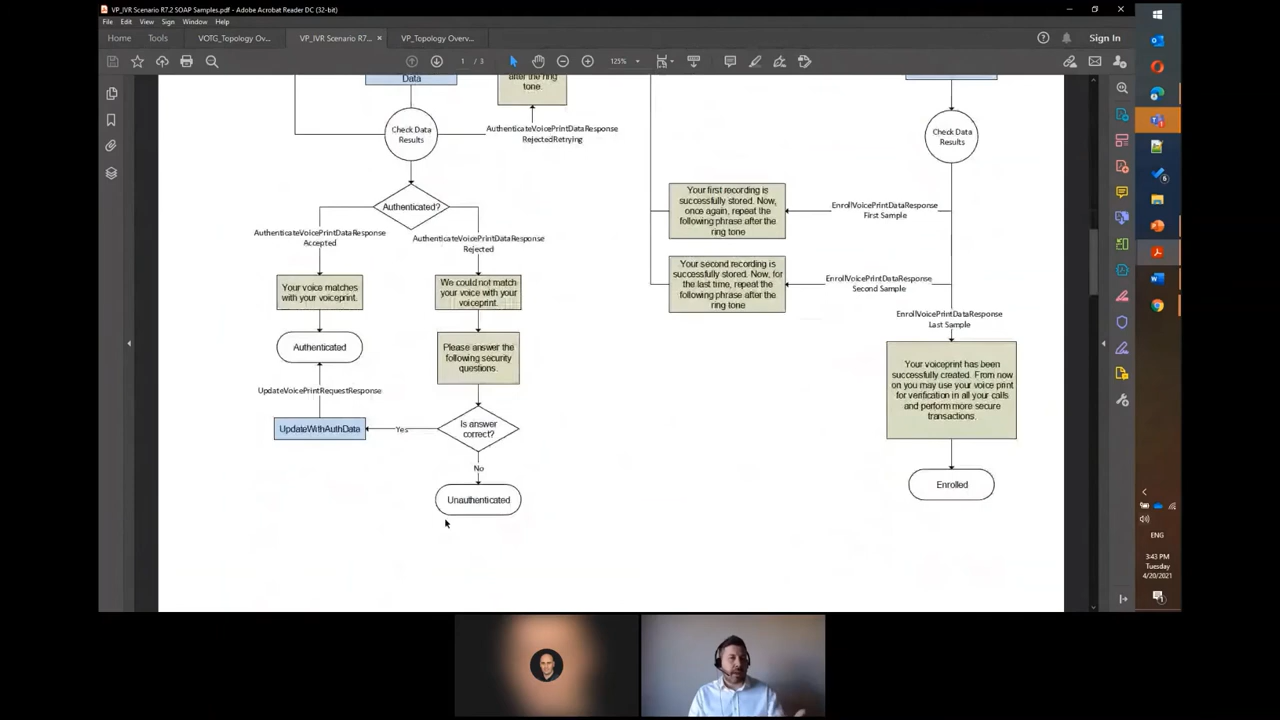 VP_IVR Scenario R7.2 SOAP Samples.pdf - Adobe Acrobat Reader DC (32-bit)
File Edit View Sign Window Help
Home Tools VOTG_Topology Ov... VP_IVR Scenario R7... × VP_Topology Overv... Sign In
1 / 3 125%
Data
after the ring
tone.
Check Data
Results
AuthenticateVoicePrintDataResponse
RejectedRetrying
Authenticated?
AuthenticateVoicePrintDataResponse
Accepted
AuthenticateVoicePrintDataResponse
Rejected
Your voice matches
with your voiceprint.
We could not match
your voice with your
voiceprint.
Authenticated
Please answer the
following security
questions.
UpdateVoicePrintRequestResponse
UpdateWithAuthData
Yes
Is answer
correct?
No
Unauthenticated
Check Data
Results
Your first recording is
successfully stored. Now,
once again, repeat the
following phrase after the
ring tone
EnrollVoicePrintDataResponse
First Sample
Your second recording is
successfully stored. Now, for
the last time, repeat the
following phrase after the
ring tone
EnrollVoicePrintDataResponse
Second Sample
EnrollVoicePrintDataResponse
Last Sample
Your voiceprint has been
successfully created. From now
on you may use your voice print
for verification in all your calls
and perform more secure
transactions.
Enrolled
6
ENG
3:43 PM
Tuesday
4/20/2021
1